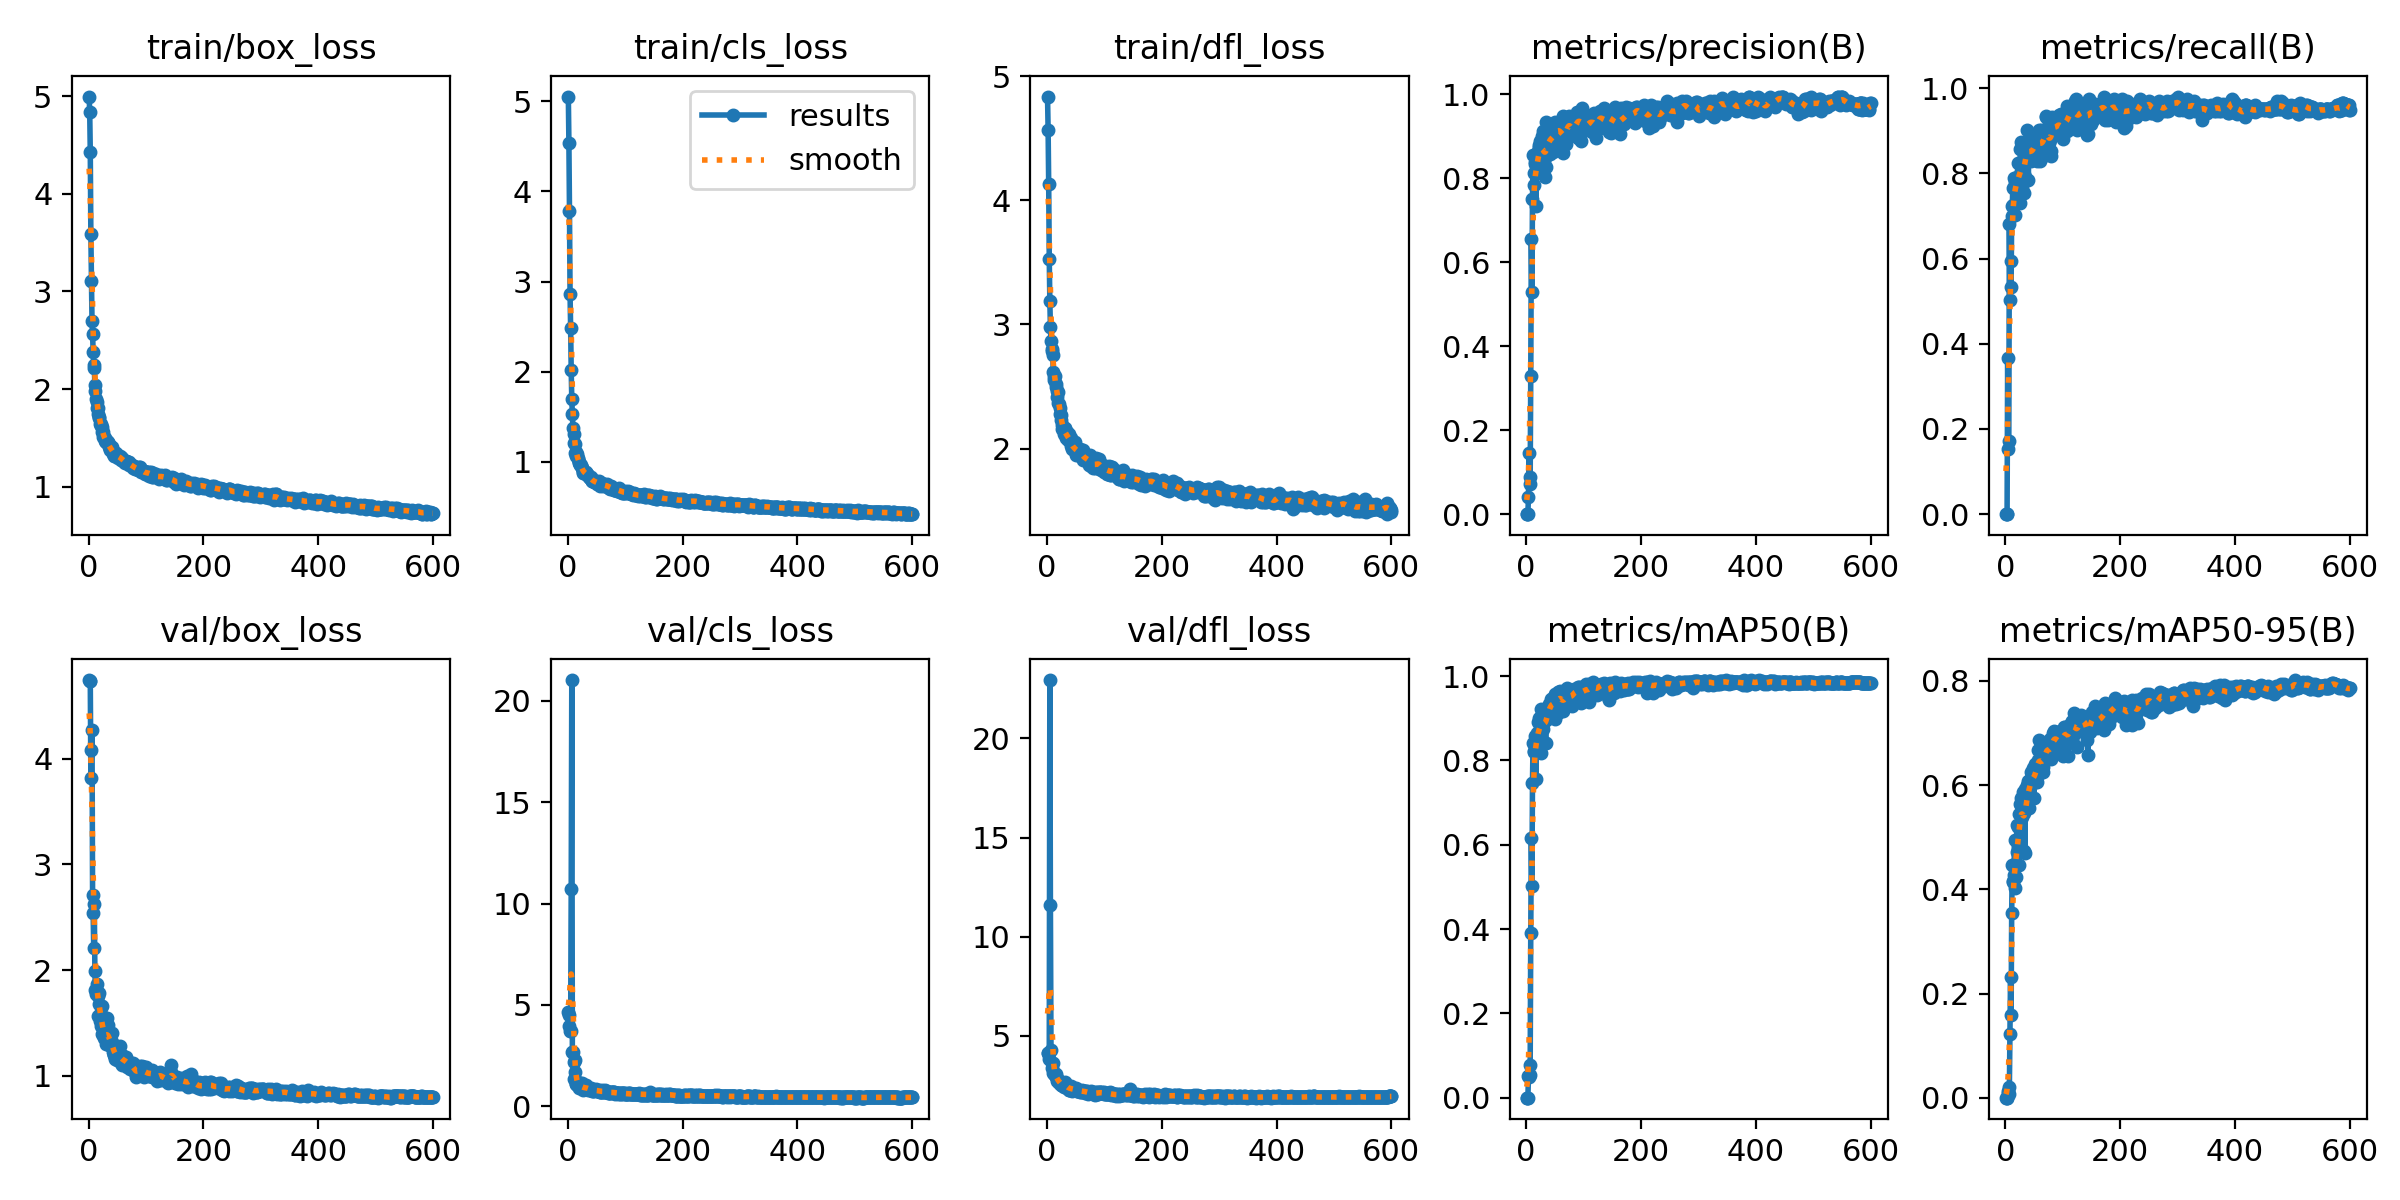 train/box_loss
5
4
3
2
1
0 200 400 600
train/cls_loss
results
smooth
5
4
3
2
1
0 200 400 600
train/dfl_loss
5
4
3
2
0 200 400 600
metrics/precision(B)
1.0
0.8
0.6
0.4
0.2
0.0
0 200 400 600
metrics/recall(B)
1.0
0.8
0.6
0.4
0.2
0.0
0 200 400 600
val/box_loss
4
3
2
1
0 200 400 600
val/cls_loss
20
15
10
5
0
0 200 400 600
val/dfl_loss
20
15
10
5
0 200 400 600
metrics/mAP50(B)
1.0
0.8
0.6
0.4
0.2
0.0
0 200 400 600
metrics/mAP50-95(B)
0.8
0.6
0.4
0.2
0.0
0 200 400 600